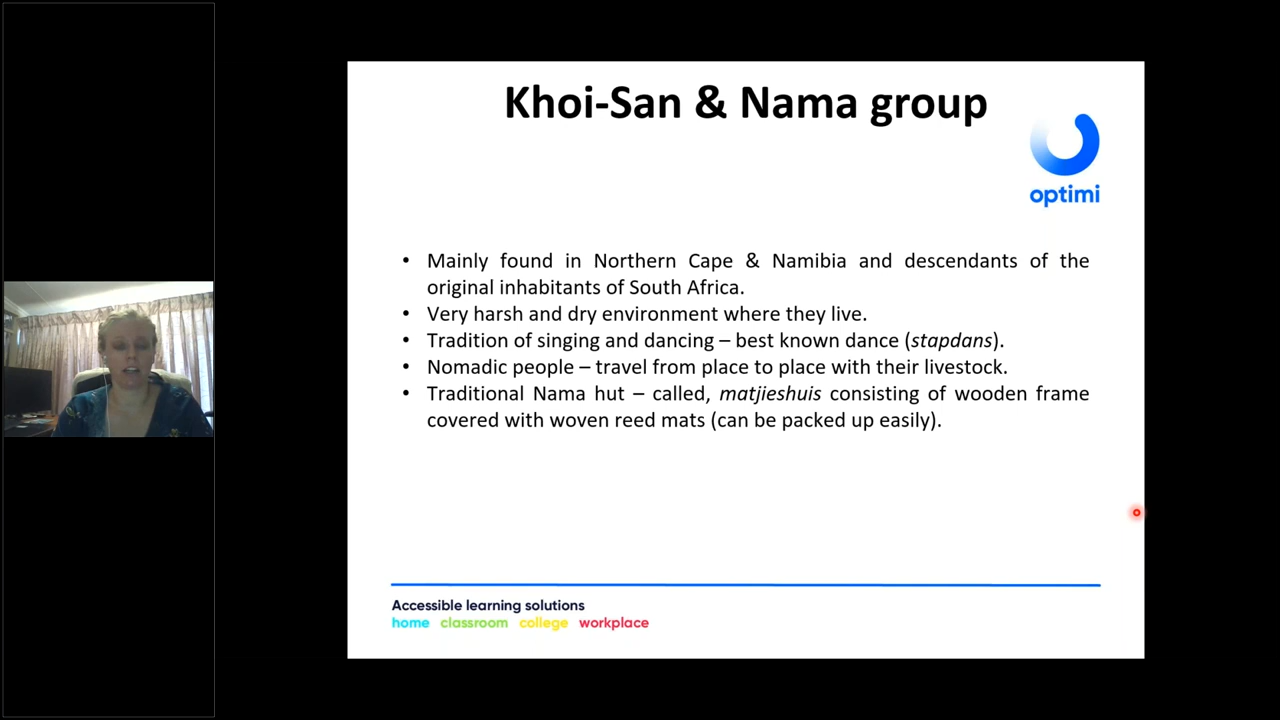 Khoi-San & Nama group
optimi
• Mainly found in Northern Cape & Namibia and descendants of the
original inhabitants of South Africa.
• Very harsh and dry environment where they live.
• Tradition of singing and dancing – best known dance (stapdans).
• Nomadic people – travel from place to place with their livestock.
• Traditional Nama hut – called, matjieshuis consisting of wooden frame
covered with woven reed mats (can be packed up easily).
Accessible learning solutions
home classroom college workplace